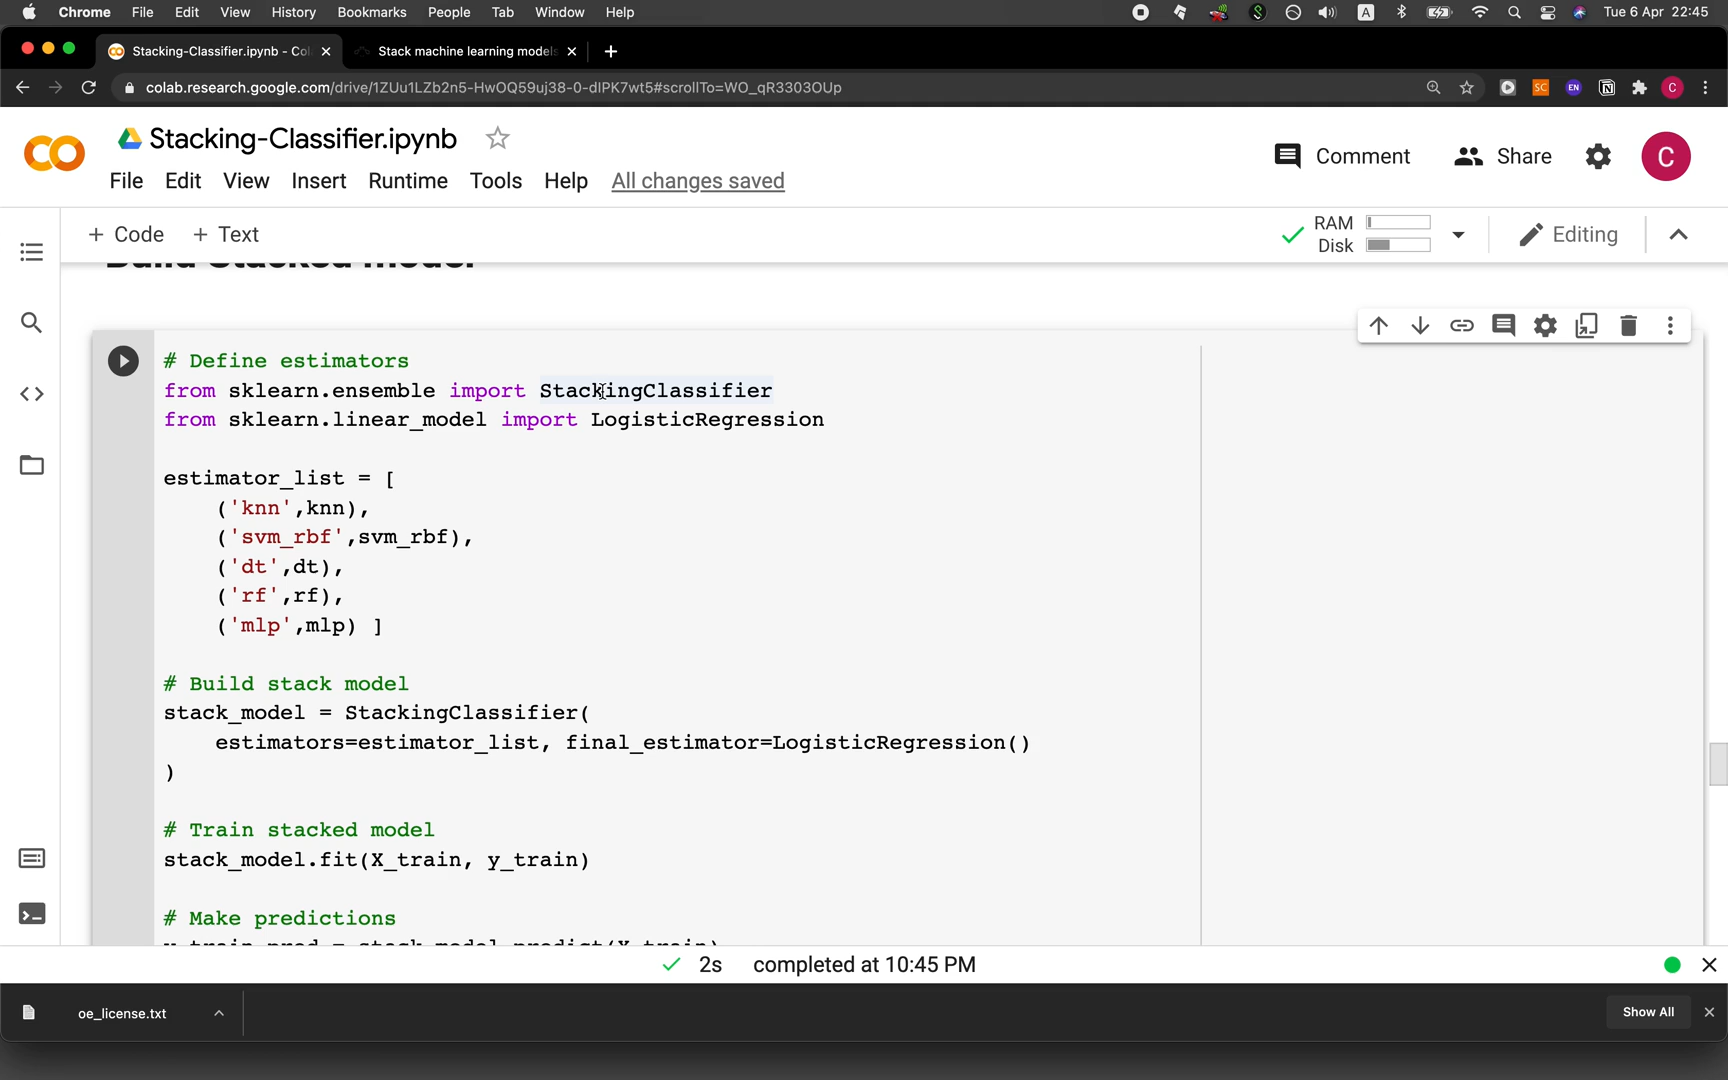 Chrome File Edit View History Bookmarks People Tab Window Help A Tue 6 Apr 22:45
Stacking-Classifier.ipynb - Col Stack machine learning models
colab.research.google.com/drive/1ZUu1LZb2n5-HwOQ59uj38-0-dIPK7wt5#scrollTo=WO_qR3303OUp SC EN C
Stacking-Classifier.ipynb
Comment Share C
File Edit View Insert Runtime Tools Help All changes saved
+ Code + Text RAM Disk Editing
Build Stacked model
# Define estimators
from sklearn.ensemble import StackingClassifier
from sklearn.linear_model import LogisticRegression
estimator_list = [
('knn',knn),
('svm_rbf',svm_rbf),
('dt',dt),
('rf',rf),
('mlp',mlp) ]
# Build stack model
stack_model = StackingClassifier(
estimators=estimator_list, final_estimator=LogisticRegression()
)
# Train stacked model
stack_model.fit(X_train, y_train)
# Make predictions
y_train_pred = stack_model.predict(X_train)
2s completed at 10:45 PM
oe_license.txt Show All